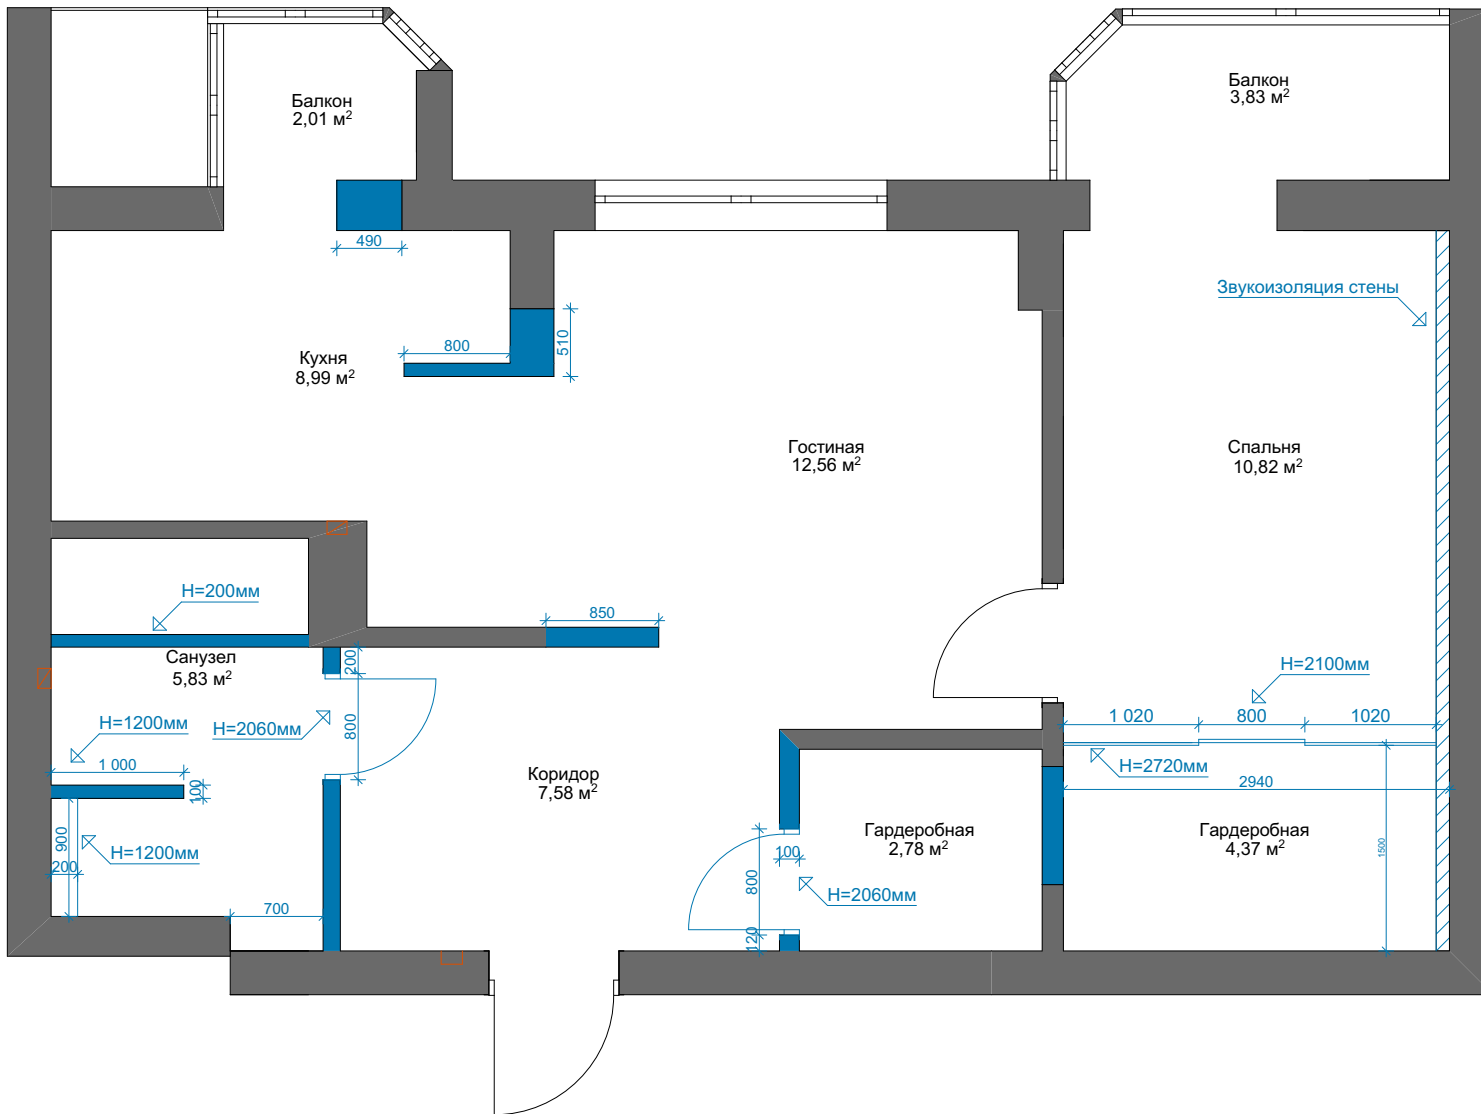 Балкон
2,01 м²
Балкон
3,83 м²
490
Звукоизоляция стены
510
800
Кухня
8,99 м²
Гостиная
12,56 м²
Спальня
10,82 м²
H=200мм
850
Санузел
5,83 м²
200
H=2100мм
H=1200мм
H=2060мм
800
1 020
800
1020
1 000
100
Коридор
7,58 м²
H=2720мм
2940
900
H=1200мм
200
Гардеробная
2,78 м²
100
800
Гардеробная
4,37 м²
1500
H=2060мм
700
120